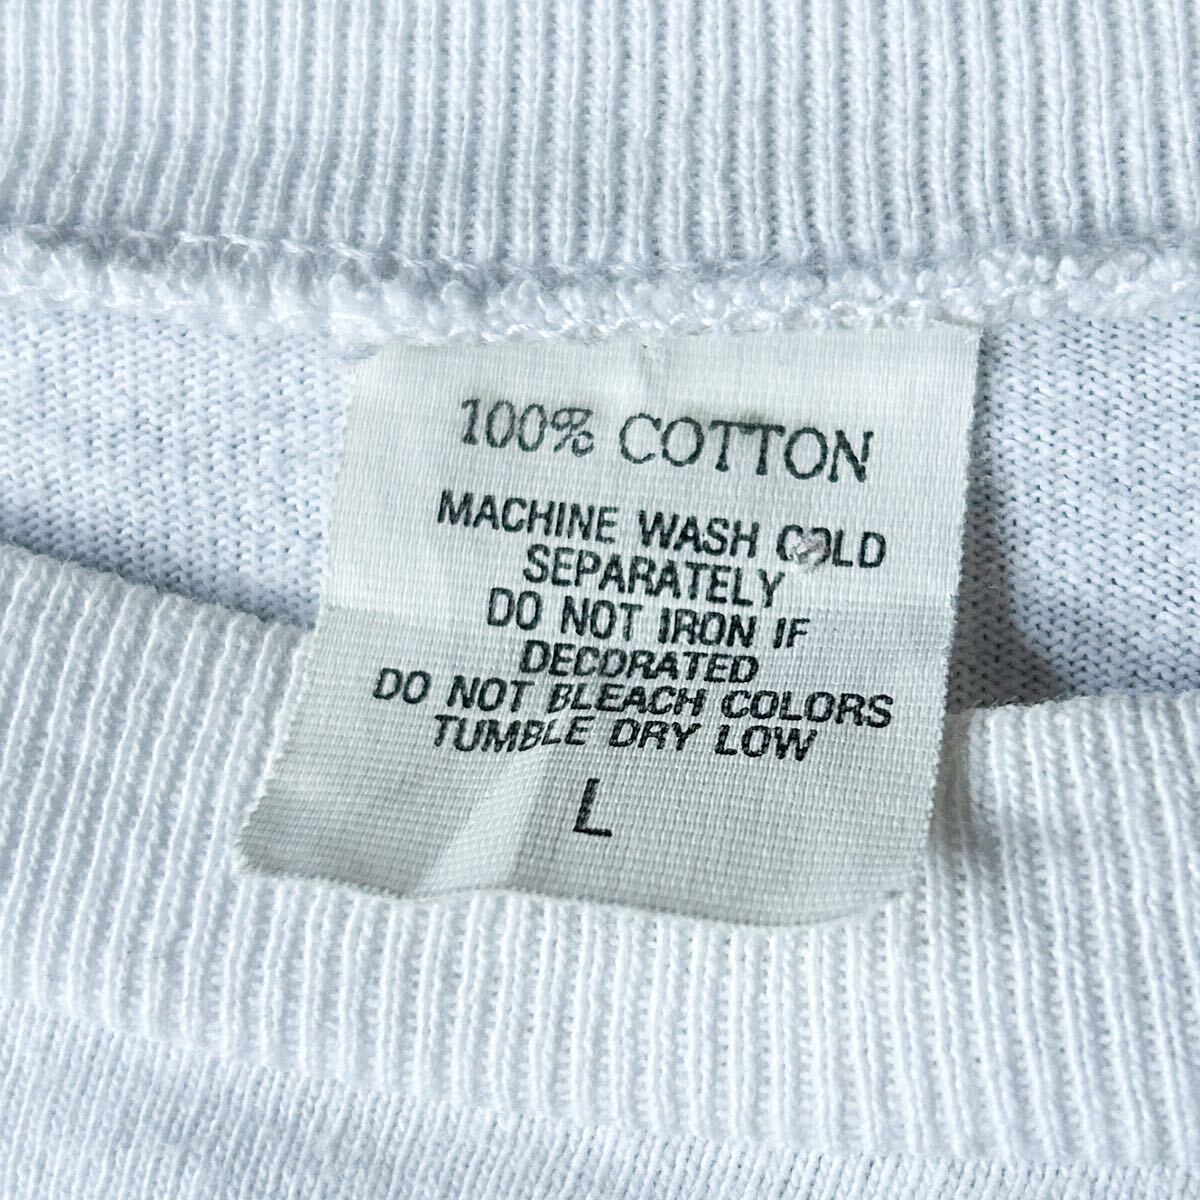 100% COTTON
MACHINE WASH COLD
SEPARATELY
DO NOT IRON IF
DECORATED
DO NOT BLEACH COLORS
TUMBLE DRY LOW
L